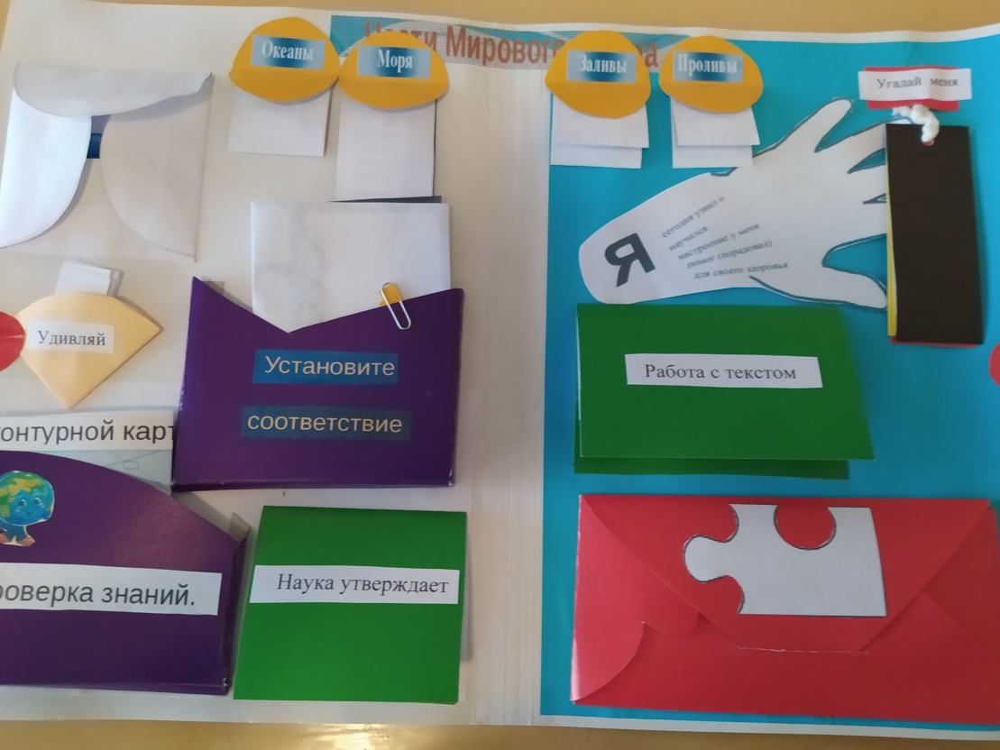 Части Мирового
Океаны
Моря
Заливы
Проливы
Угадай меня
Я
сегодня узнал о
научился
настроение у меня
помог (порадовал)
для своего здоровья
Удивляй
Установите
соответствие
Работа с текстом
онтурной карт
Наука утверждает
роверка знаний.